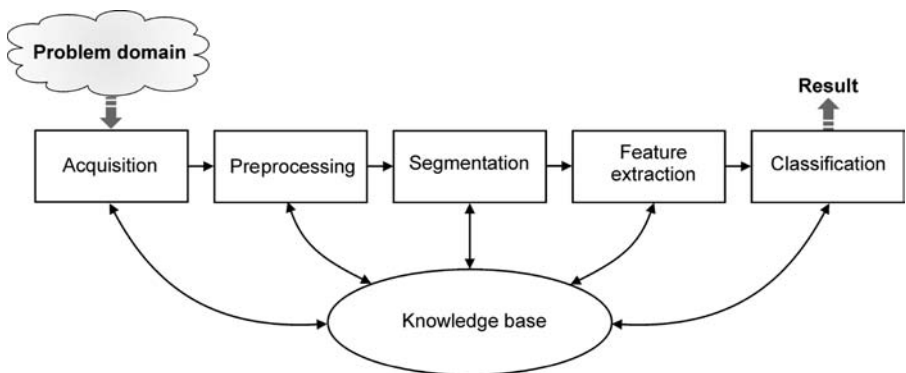 Problem domain
Result
Acquisition
Preprocessing
Segmentation
Feature
extraction
Classification
Knowledge base